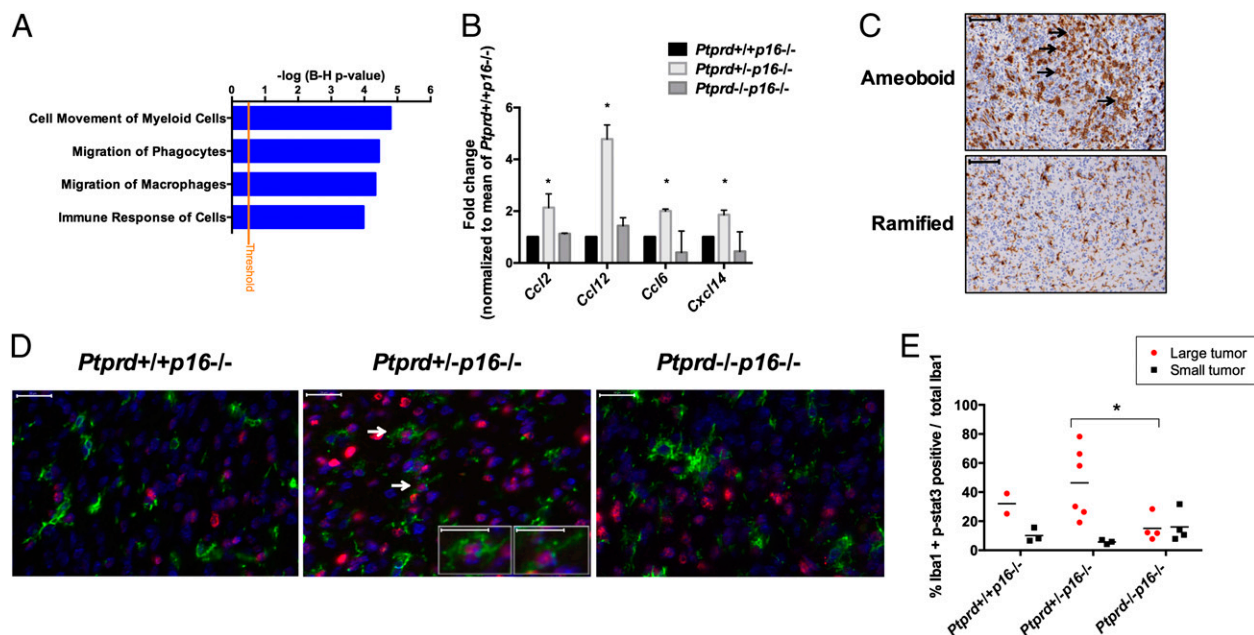 A
-log (B-H p-value)
0 1 2 3 4 5 6
Cell Movement of Myeloid Cells
Migration of Phagocytes
Migration of Macrophages
Immune Response of Cells
Threshold
B
Ptprd+/+p16-/-
Ptprd+/-p16-/-
Ptprd-/-p16-/-
Fold change
(normalized to mean of Ptprd+/+p16-/-)
6
4
2
0
*
*
*
*
Ccl2
Ccl12
Ccl6
Cxcl14
C
Ameoboid
Ramified
D
Ptprd+/+p16-/-
Ptprd+/-p16-/-
Ptprd-/-p16-/-
E
Large tumor
Small tumor
% Iba1 + p-stat3 positive / total Iba1
100
80
60
40
20
0
*
Ptprd+/+p16-/-
Ptprd+/-p16-/-
Ptprd-/-p16-/-